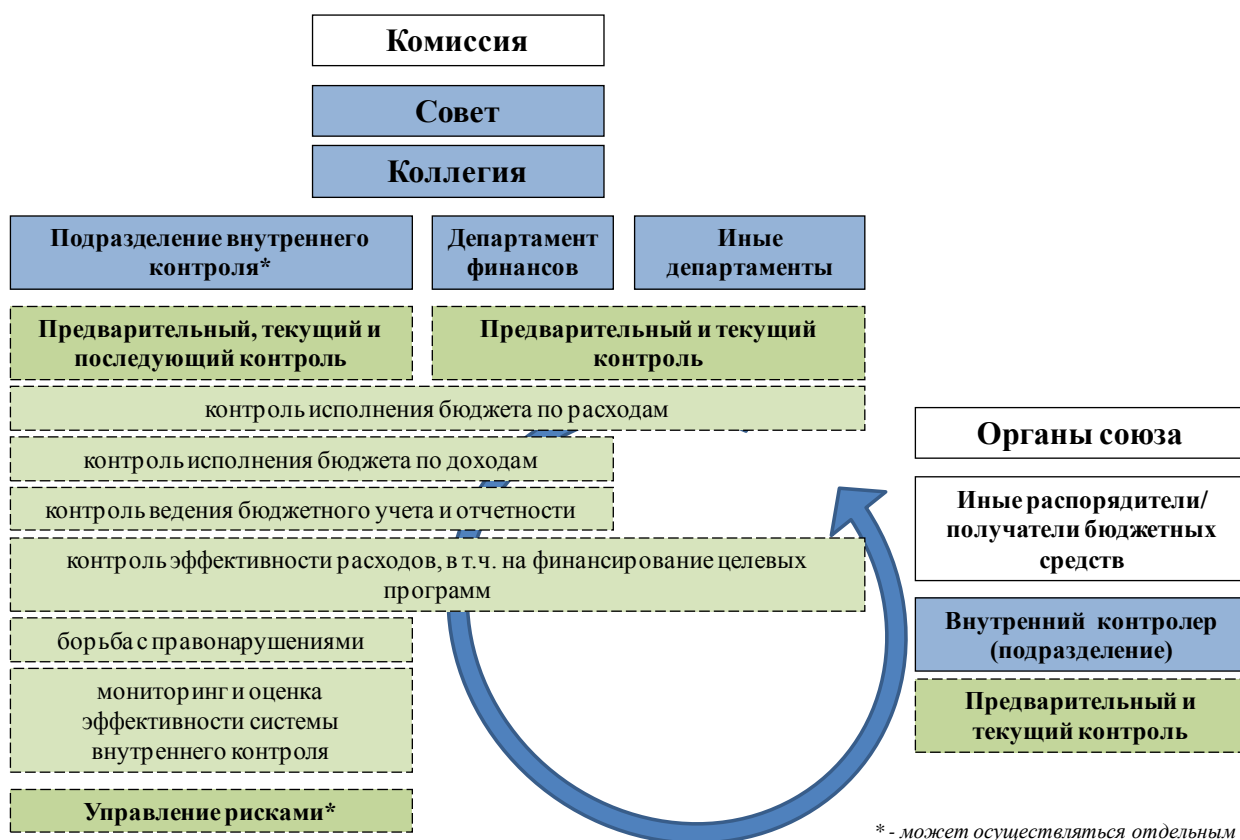 Комиссия
Совет
Коллегия
Подразделение внутреннего
контроля*
Департамент
финансов
Иные
департаменты
Предварительный, текущий и
последующий контроль
Предварительный и текущий
контроль
контроль исполнения бюджета по расходам
контроль исполнения бюджета по доходам
контроль ведения бюджетного учета и отчетности
контроль эффективности расходов, в т.ч. на финансирование целевых
программ
борьба с правонарушениями
мониторинг и оценка
эффективности системы
внутреннего контроля
Управление рисками*
Органы союза
Иные распорядители/
получатели бюджетных
средств
Внутренний контролер
(подразделение)
Предварительный и
текущий контроль
* - может осуществляться отдельным